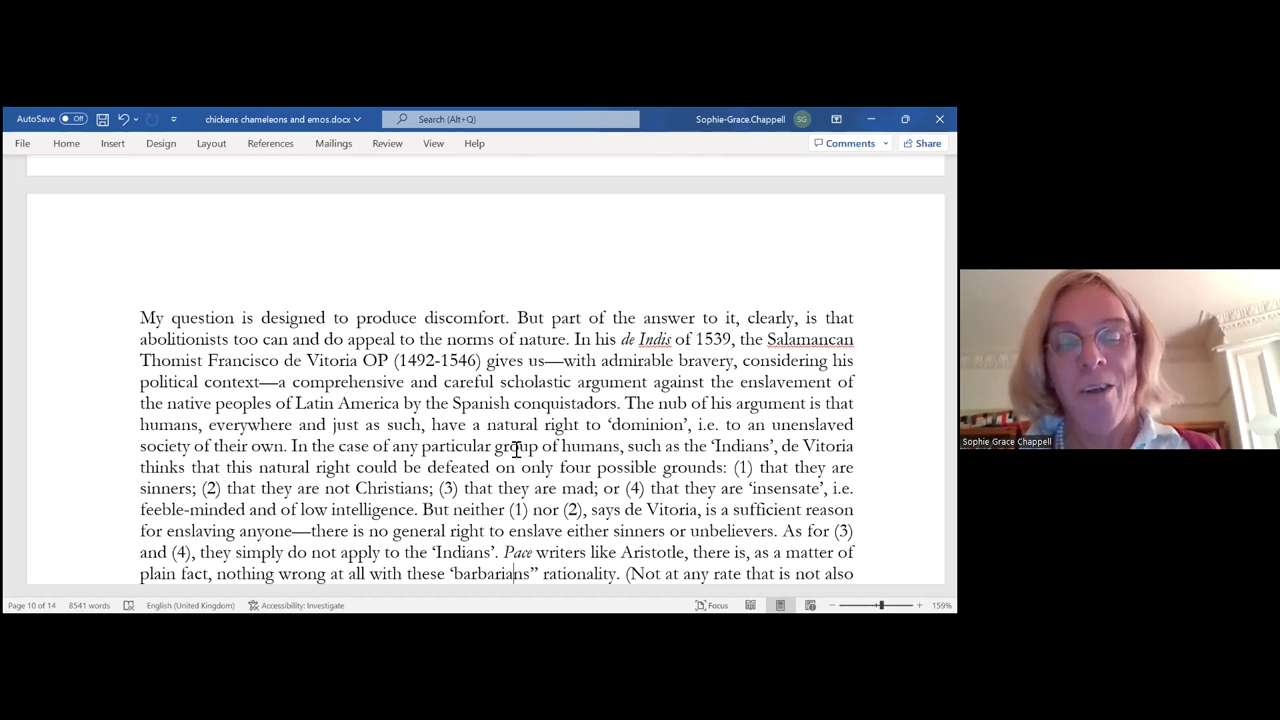 AutoSave Off chickens chameleons and emos.docx Search (Alt+Q) Sophie-Grace.Chappell SG
File Home Insert Design Layout References Mailings Review View Help Comments Share
My question is designed to produce discomfort. But part of the answer to it, clearly, is that
abolitionists too can and do appeal to the norms of nature. In his de Indis of 1539, the Salamancan
Thomist Francisco de Vitoria OP (1492-1546) gives us—with admirable bravery, considering his
political context—a comprehensive and careful scholastic argument against the enslavement of
the native peoples of Latin America by the Spanish conquistadors. The nub of his argument is that
humans, everywhere and just as such, have a natural right to ‘dominion’, i.e. to an unenslaved
society of their own. In the case of any particular group of humans, such as the ‘Indians’, de Vitoria
thinks that this natural right could be defeated on only four possible grounds: (1) that they are
sinners; (2) that they are not Christians; (3) that they are mad; or (4) that they are ‘insensate’, i.e.
feeble-minded and of low intelligence. But neither (1) nor (2), says de Vitoria, is a sufficient reason
for enslaving anyone—there is no general right to enslave either sinners or unbelievers. As for (3)
and (4), they simply do not apply to the ‘Indians’. Pace writers like Aristotle, there is, as a matter of
plain fact, nothing wrong at all with these ‘barbarians” rationality. (Not at any rate that is not also
Page 10 of 14 8541 words English (United Kingdom) Accessibility: Investigate Focus 159%
Sophie Grace Chappell